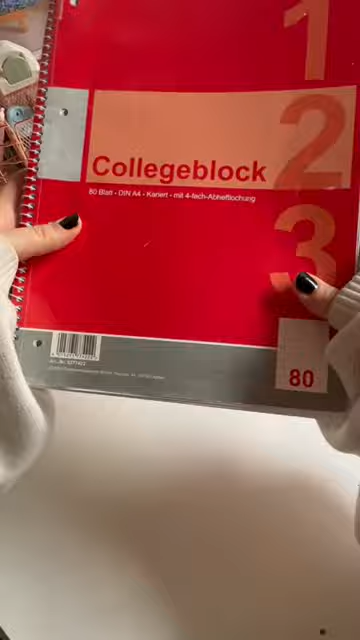 1
2
3
Collegeblock
80 Blatt - DIN A4 - Kariert - mit 4-fach-Abheftlochung
80